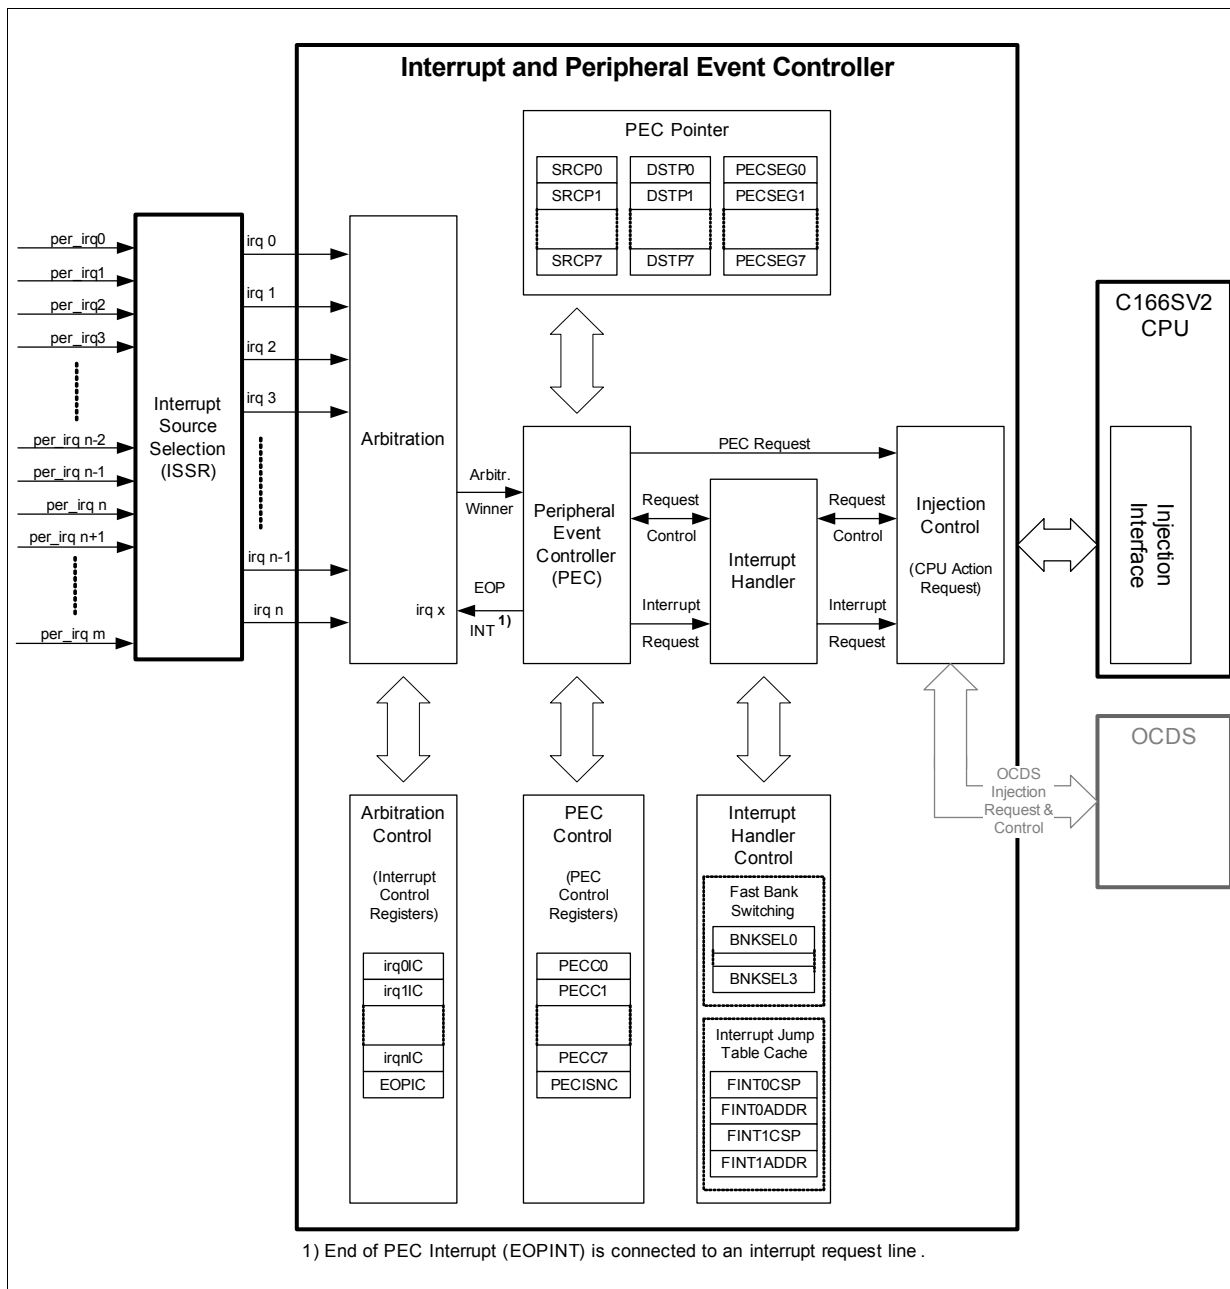 Interrupt and Peripheral Event Controller
PEC Pointer
SRCP0
SRCP1
SRCP7
DSTP0
DSTP1
DSTP7
PECSEG0
PECSEG1
PECSEG7
per_irq0
per_irq1
per_irq2
per_irq3
per_irq n-2
per_irq n-1
per_irq n
per_irq n+1
per_irq m
Interrupt
Source
Selection
(ISSR)
irq 0
irq 1
irq 2
irq 3
irq n-1
irq n
Arbitration
irq x
Arbitr.
Winner
EOP
INT 1)
Peripheral
Event
Controller
(PEC)
PEC Request
Request
Control
Interrupt
Request
Interrupt
Handler
Request
Control
Interrupt
Request
Injection
Control
(CPU Action
Request)
C166SV2
CPU
Injection
Interface
OCDS
OCDS
Injection
Request &
Control
Arbitration
Control
(Interrupt
Control
Registers)
irq0IC
irq1IC
irqnIC
EOPIC
PEC
Control
(PEC
Control
Registers)
PECC0
PECC1
PECC7
PECISNC
Interrupt
Handler
Control
Fast Bank
Switching
BNKSEL0
BNKSEL3
Interrupt Jump
Table Cache
FINT0CSP
FINT0ADDR
FINT1CSP
FINT1ADDR
1) End of PEC Interrupt (EOPINT) is connected to an interrupt request line .